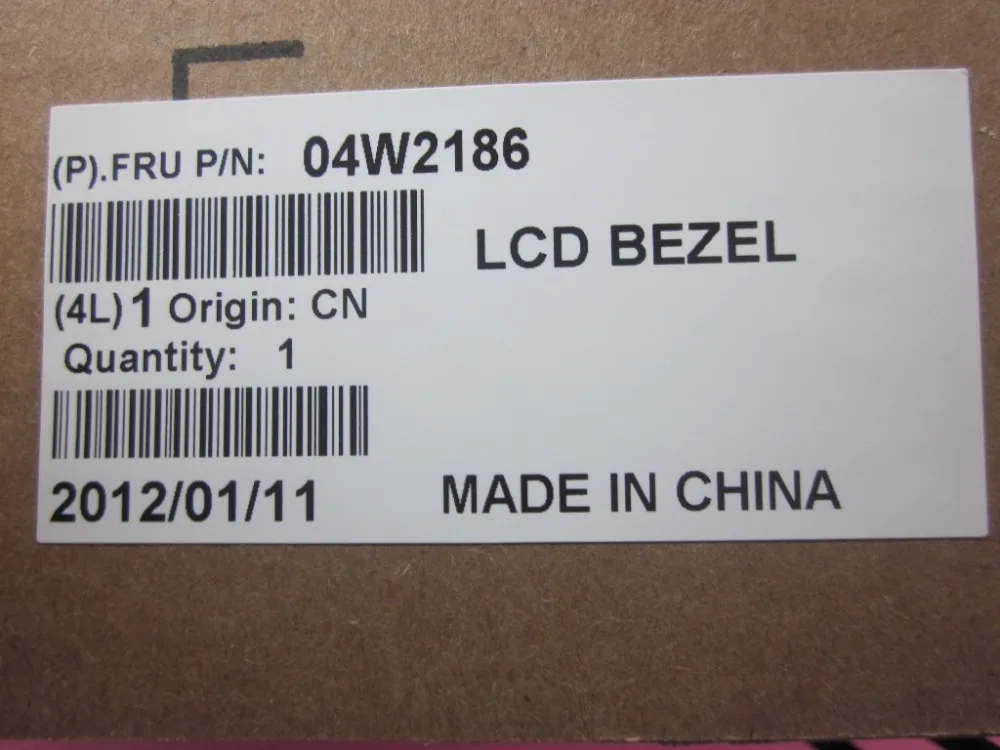 (P).FRU P/N: 04W2186
LCD BEZEL
(4L) 1 Origin: CN
Quantity: 1
2012/01/11
MADE IN CHINA